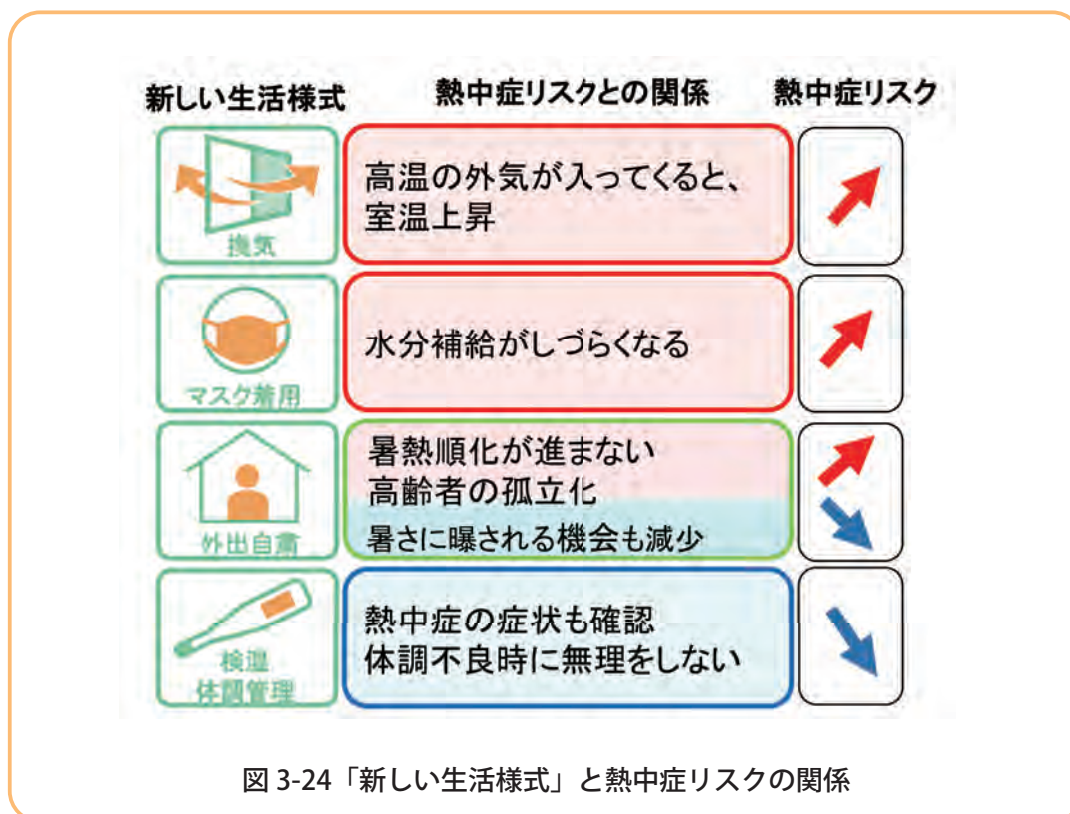 新しい生活様式 熱中症リスクとの関係 熱中症リスク
換気
高温の外気が入ってくると、
室温上昇
マスク着用
水分補給がしづらくなる
外出自粛
暑熱順化が進まない
高齢者の孤立化
暑さに曝される機会も減少
検温
体調管理
熱中症の症状も確認
体調不良時に無理をしない
図 3-24「新しい生活様式」と熱中症リスクの関係